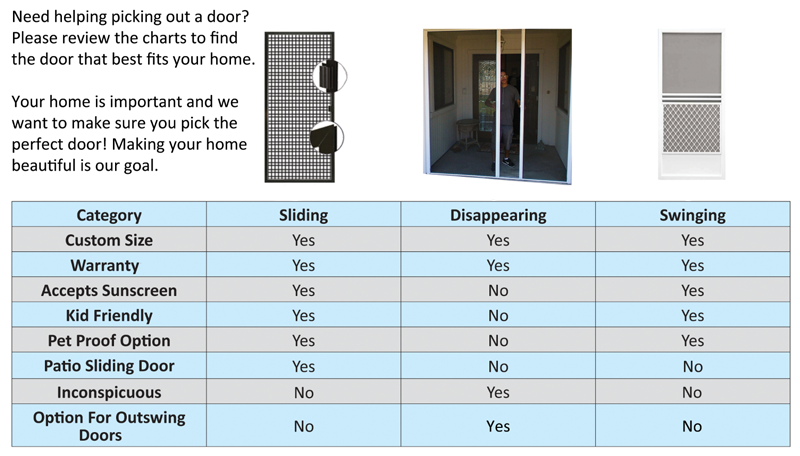 Need helping picking out a door?
Please review the charts to find
the door that best fits your home.
Your home is important and we
want to make sure you pick the
perfect door! Making your home
beautiful is our goal.
Category Sliding Disappearing Swinging
Custom Size Yes Yes Yes
Warranty Yes Yes Yes
Accepts Sunscreen Yes No Yes
Kid Friendly Yes No Yes
Pet Proof Option Yes No Yes
Patio Sliding Door Yes No No
Inconspicuous No Yes No
Option For Outswing
Doors No Yes No